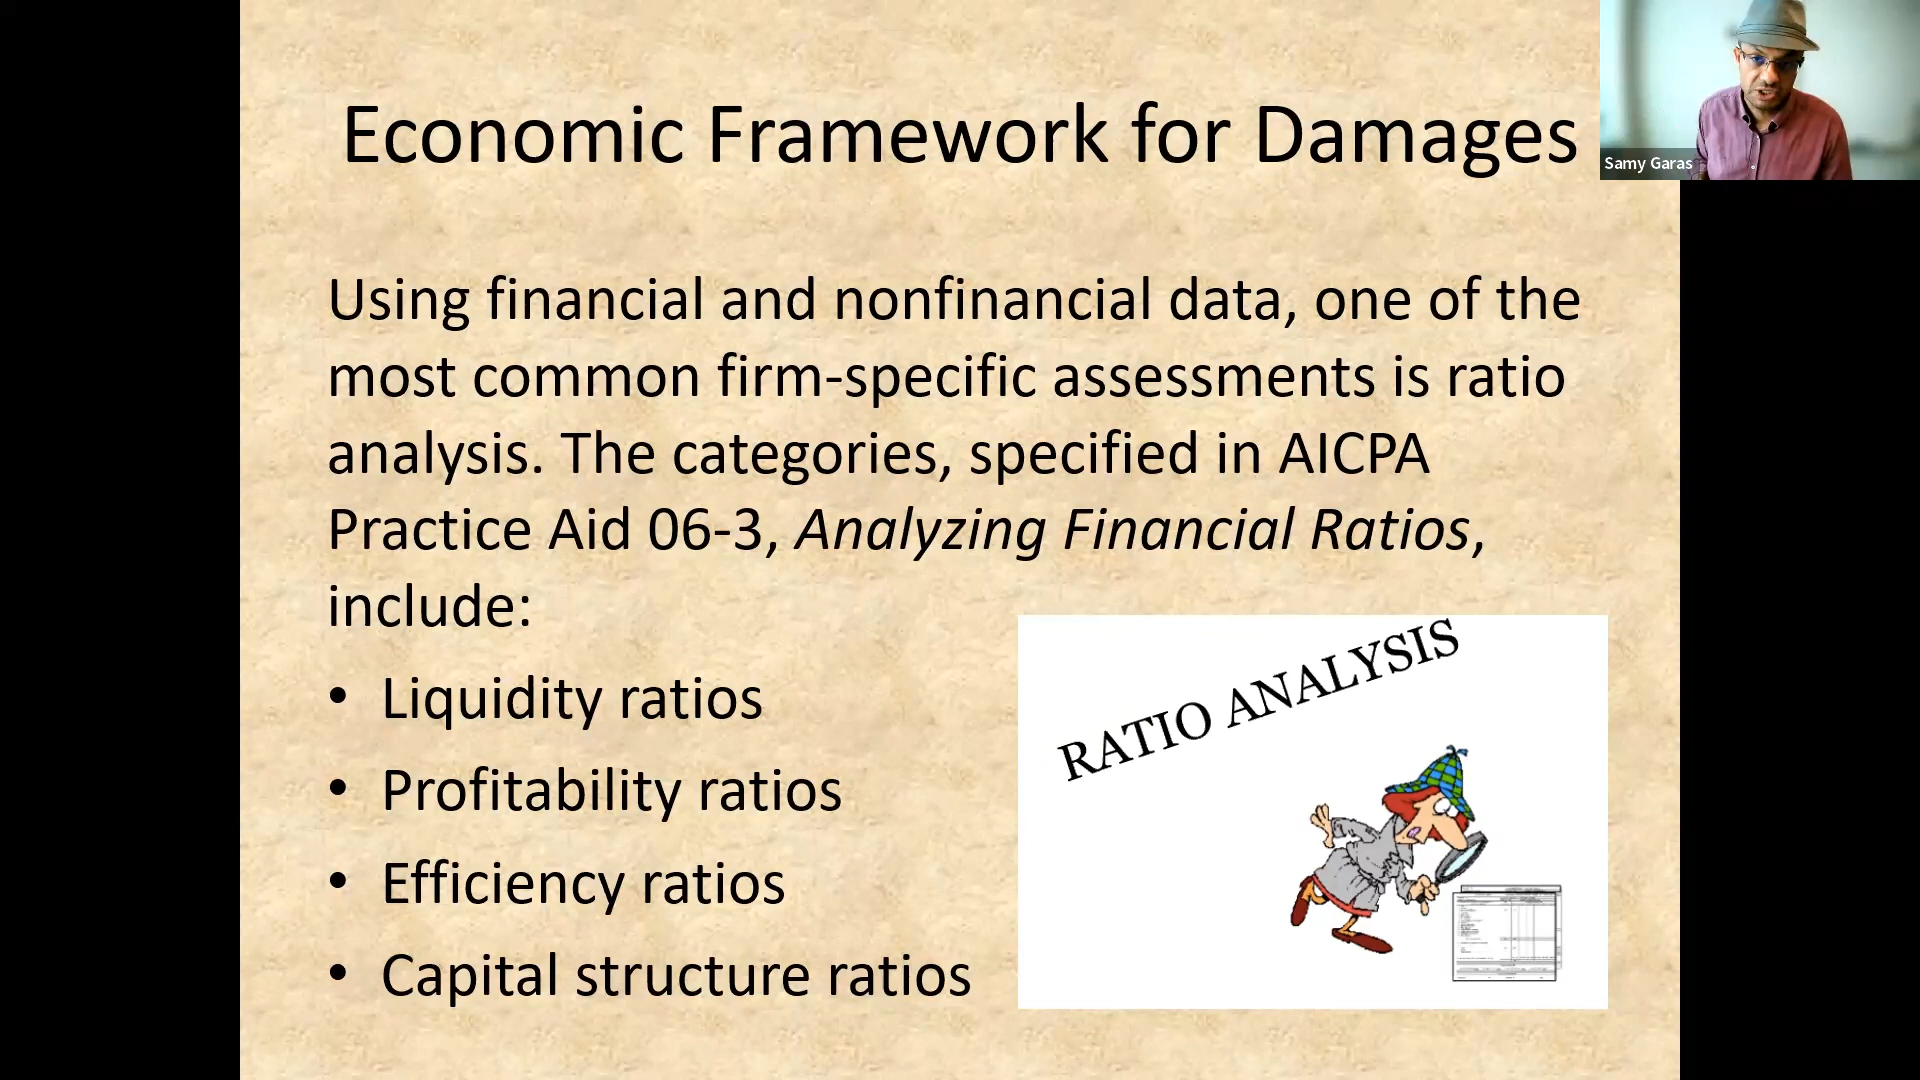 Economic Framework for Damages
Samy Garas
Using financial and nonfinancial data, one of the
most common firm-specific assessments is ratio
analysis. The categories, specified in AICPA
Practice Aid 06-3, Analyzing Financial Ratios,
include:
• Liquidity ratios
• Profitability ratios
• Efficiency ratios
• Capital structure ratios
RATIO ANALYSIS